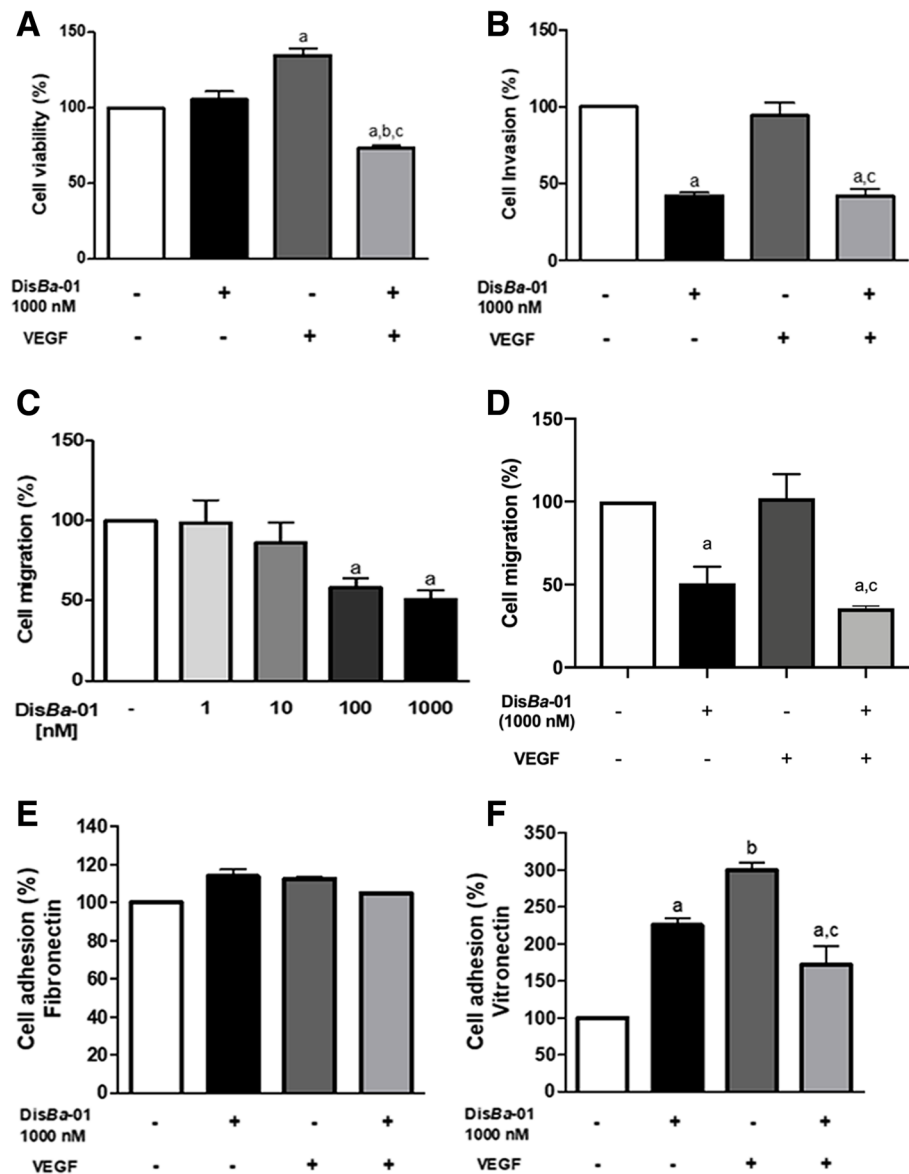 A
Cell viability (%)
150
100
50
0
a
a,b,c
DisBa-01
1000 nM
- + - +
VEGF
- - + +
B
Cell Invasion (%)
150
100
50
0
a
a,c
DisBa-01
1000 nM
- + - +
VEGF
- - + +
C
Cell migration (%)
150
100
50
0
a
a
DisBa-01
[nM]
- 1 10 100 1000
D
Cell migration (%)
150
100
50
0
a
a,c
DisBa-01
(1000 nM)
- + - +
VEGF
- - + +
E
Cell adhesion (%)
Fibronectin
140
120
100
80
60
40
20
0
DisBa-01
1000 nM
- + - +
VEGF
- - + +
F
Cell adhesion (%)
Vitronectin
350
300
250
200
150
100
50
0
a
b
a,c
DisBa-01
1000 nM
- + - +
VEGF
- - + +